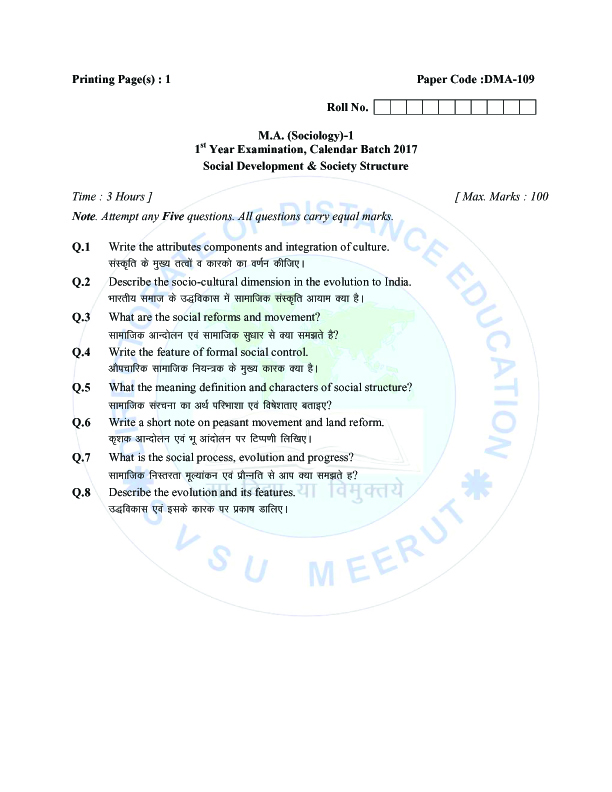 Printing Page(s) : 1 Paper Code :DMA-109
Roll No.
M.A. (Sociology)-1
1st Year Examination, Calendar Batch 2017
Social Development & Society Structure
Time : 3 Hours ] [ Max. Marks : 100
Note. Attempt any Five questions. All questions carry equal marks.
Q.1 Write the attributes components and integration of culture.
संस्कृति के मुख्य तत्वों व कारको का वर्णन कीजिए।
Q.2 Describe the socio-cultural dimension in the evolution to India.
भारतीय समाज के उद्धविकास में सामाजिक संस्कृति आयाम क्या है।
Q.3 What are the social reforms and movement?
सामाजिक आन्दोलन एवं सामाजिक सुधार से क्या समझते है?
Q.4 Write the feature of formal social control.
औपचारिक सामाजिक नियन्त्रक के मुख्य कारक क्या है।
Q.5 What the meaning definition and characters of social structure?
सामाजिक संरचना का अर्थ परिभाशा एवं विषेशताए बताइए?
Q.6 Write a short note on peasant movement and land reform.
कृशक आन्दोलन एवं भू आंदोलन पर टिप्पणी लिखिए।
Q.7 What is the social process, evolution and progress?
सामाजिक निस्तरता मूल्यांकन एवं प्रौन्नति से आप क्या समझते ह?
Q.8 Describe the evolution and its features.
उद्धविकास एवं इसके कारक पर प्रकाष डालिए।
DIRECTORATE OF DISTANCE EDUCATION
या विमुक्तये
SVSU MEERUT